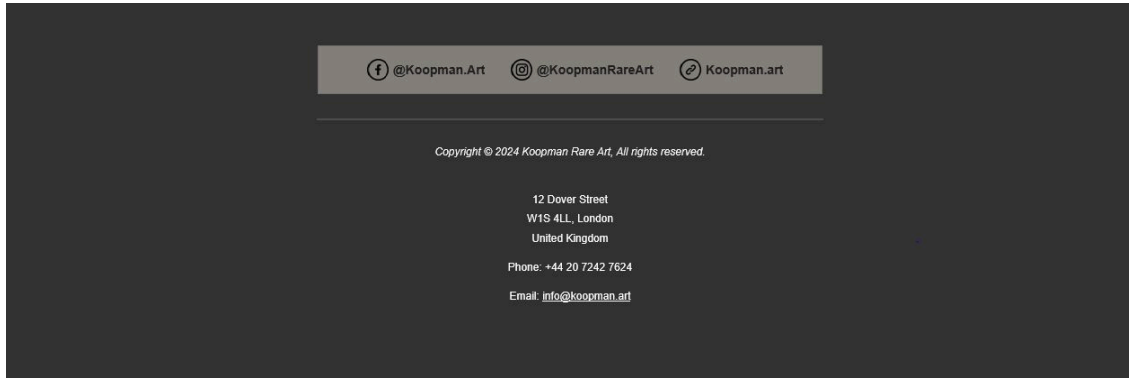 @Koopman.Art @KoopmanRareArt Koopman.art
Copyright © 2024 Koopman Rare Art, All rights reserved.
12 Dover Street
W1S 4LL, London
United Kingdom
Phone: +44 20 7242 7624
Email: info@koopman.art